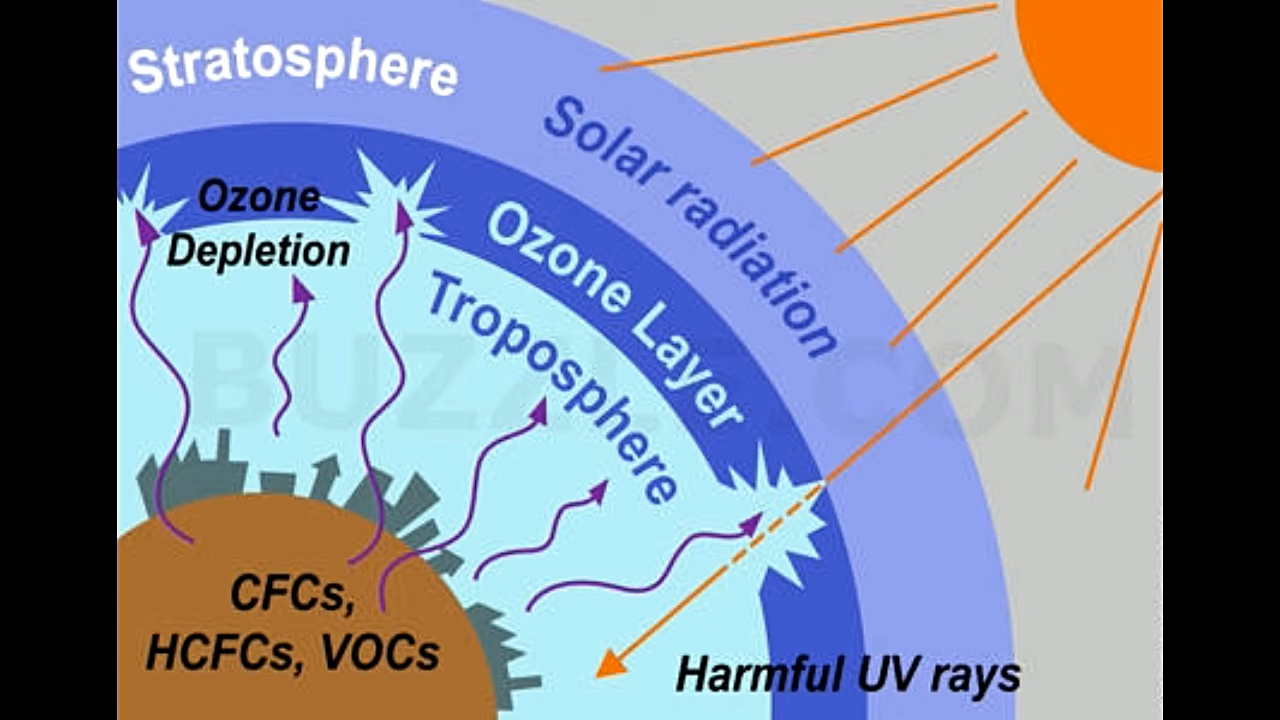 Stratosphere
Solar radiation
Ozone
Depletion
Ozone Layer
Troposphere
CFCs,
HCFCs, VOCs
Harmful UV rays